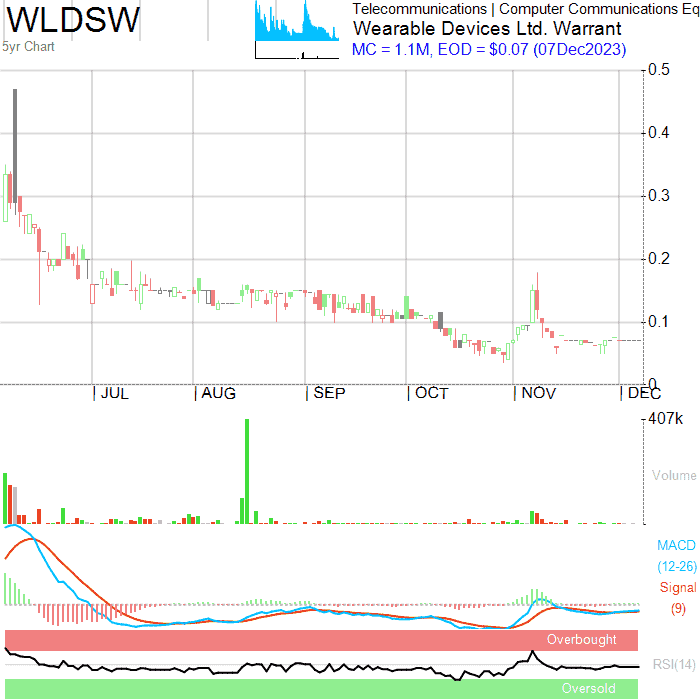 WLDSW
5yr Chart
Telecommunications | Computer Communications Eq
Wearable Devices Ltd. Warrant
MC = 1.1M, EOD = $0.07 (07Dec2023)
0.5
0.4
0.3
0.2
0.1
0
| JUL | AUG | SEP | OCT | NOV | DEC
407k
Volume
MACD
(12-26)
Signal
(9)
Overbought
RSI(14)
Oversold